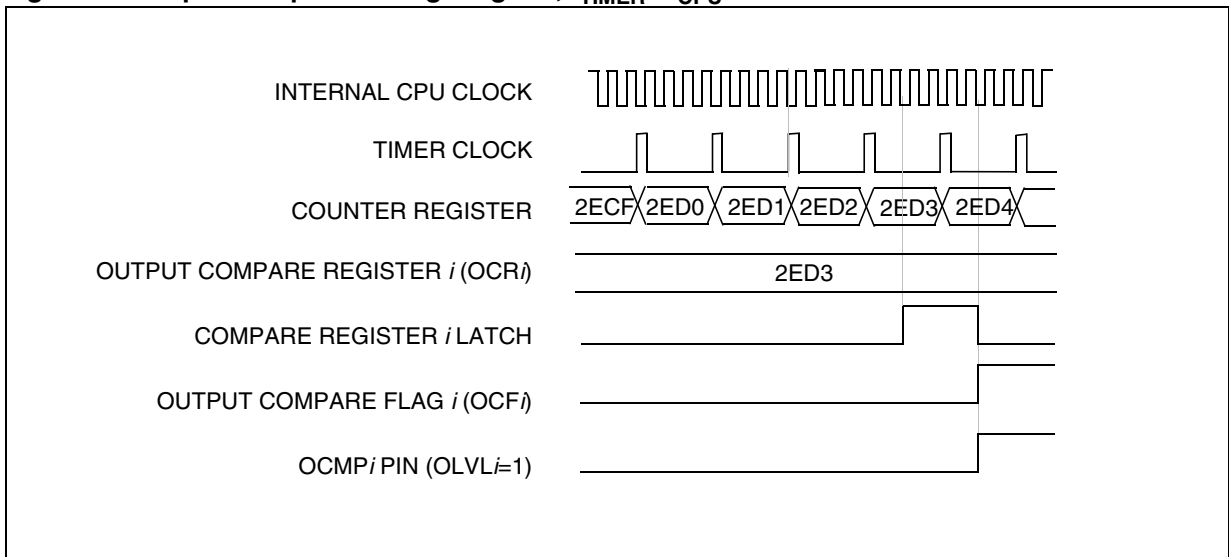 INTERNAL CPU CLOCK
TIMER CLOCK
COUNTER REGISTER
2ECF 2ED0 2ED1 2ED2 2ED3 2ED4
OUTPUT COMPARE REGISTER i (OCRi)
2ED3
COMPARE REGISTER i LATCH
OUTPUT COMPARE FLAG i (OCFi)
OCMPi PIN (OLVLi=1)